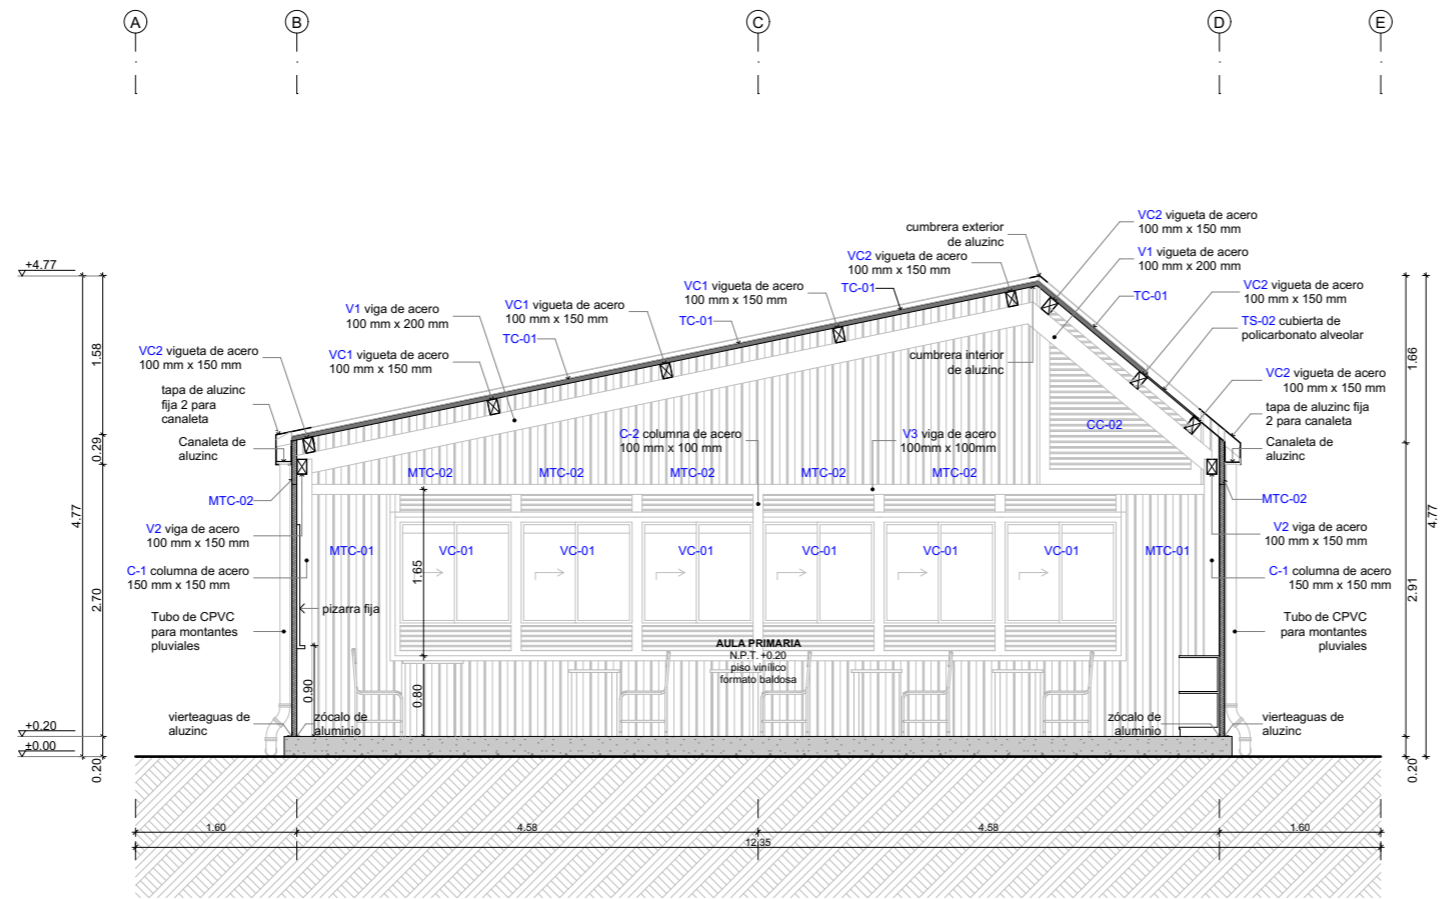 A
B
C
D
E
VC2 vigueta de acero
100 mm x 150 mm
cumbrera exterior
de aluzinc
V1 vigueta de acero
100 mm x 200 mm
VC2 vigueta de acero
100 mm x 150 mm
+4.77
VC1 vigueta de acero
100 mm x 150 mm
TC-01
TC-01
VC2 vigueta de acero
100 mm x 150 mm
V1 viga de acero
100 mm x 200 mm
VC1 vigueta de acero
100 mm x 150 mm
TC-01
TS-02 cubierta de
policarbonato alveolar
TC-01
VC2 vigueta de acero
100 mm x 150 mm
VC1 vigueta de acero
100 mm x 150 mm
cumbrera interior
de aluzinc
1.58
1.66
VC2 vigueta de acero
100 mm x 150 mm
tapa de aluzinc
fija 2 para
canaleta
tapa de aluzinc fija
2 para canaleta
CC-02
C-2 columna de acero
100 mm x 100 mm
V3 viga de acero
100mm x 100mm
Canaleta de
aluzinc
Canaleta de
aluzinc
0.29
MTC-02
MTC-02
MTC-02
MTC-02
MTC-02
MTC-02
MTC-02
4.77
4.77
V2 viga de acero
100 mm x 150 mm
V2 viga de acero
100 mm x 150 mm
MTC-01
VC-01
VC-01
VC-01
VC-01
VC-01
VC-01
MTC-01
C-1 columna de acero
150 mm x 150 mm
1.65
C-1 columna de acero
150 mm x 150 mm
2.70
2.91
pizarra fija
Tubo de CPVC
para montantes
pluviales
Tubo de CPVC
para montantes
pluviales
AULA PRIMARIA
N.P.T. +0.20
piso vinílico
formato baldosa
0.90
0.80
vierteaguas de
aluzinc
zócalo de
aluminio
zócalo de
aluminio
vierteaguas de
aluzinc
+0.20
+0.00
0.20
0.20
1.60
4.58
4.58
1.60
12.35